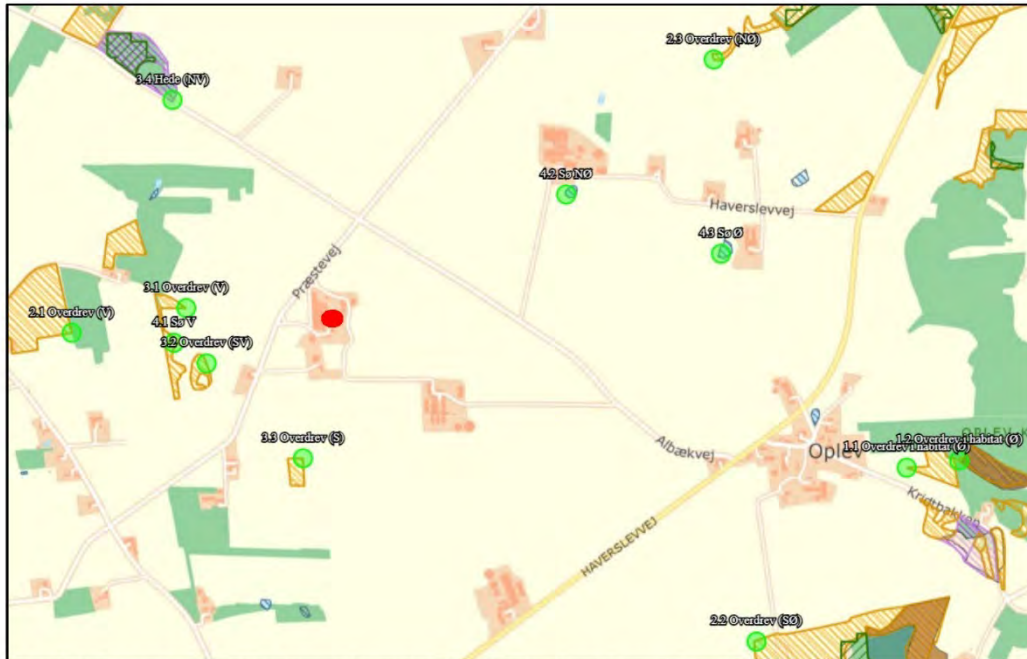 2.3 Overdrev (NØ)
3.4 Hede (NV)
4.2 Sø NØ
Haverslevvej
4.3 Sø Ø
Præstevej
3.1 Overdrev (V)
2.1 Overdrev (V)
4.1 Sø V
3.2 Overdrev (SV)
3.3 Overdrev (S)
Albækvej
Oplev
OPLEV K
1.2 Overdrev i habitat (Ø)
1.1 Overdrev i habitat (Ø)
Kridtbakken
HAVERSLEVVEJ
2.2 Overdrev (SØ)